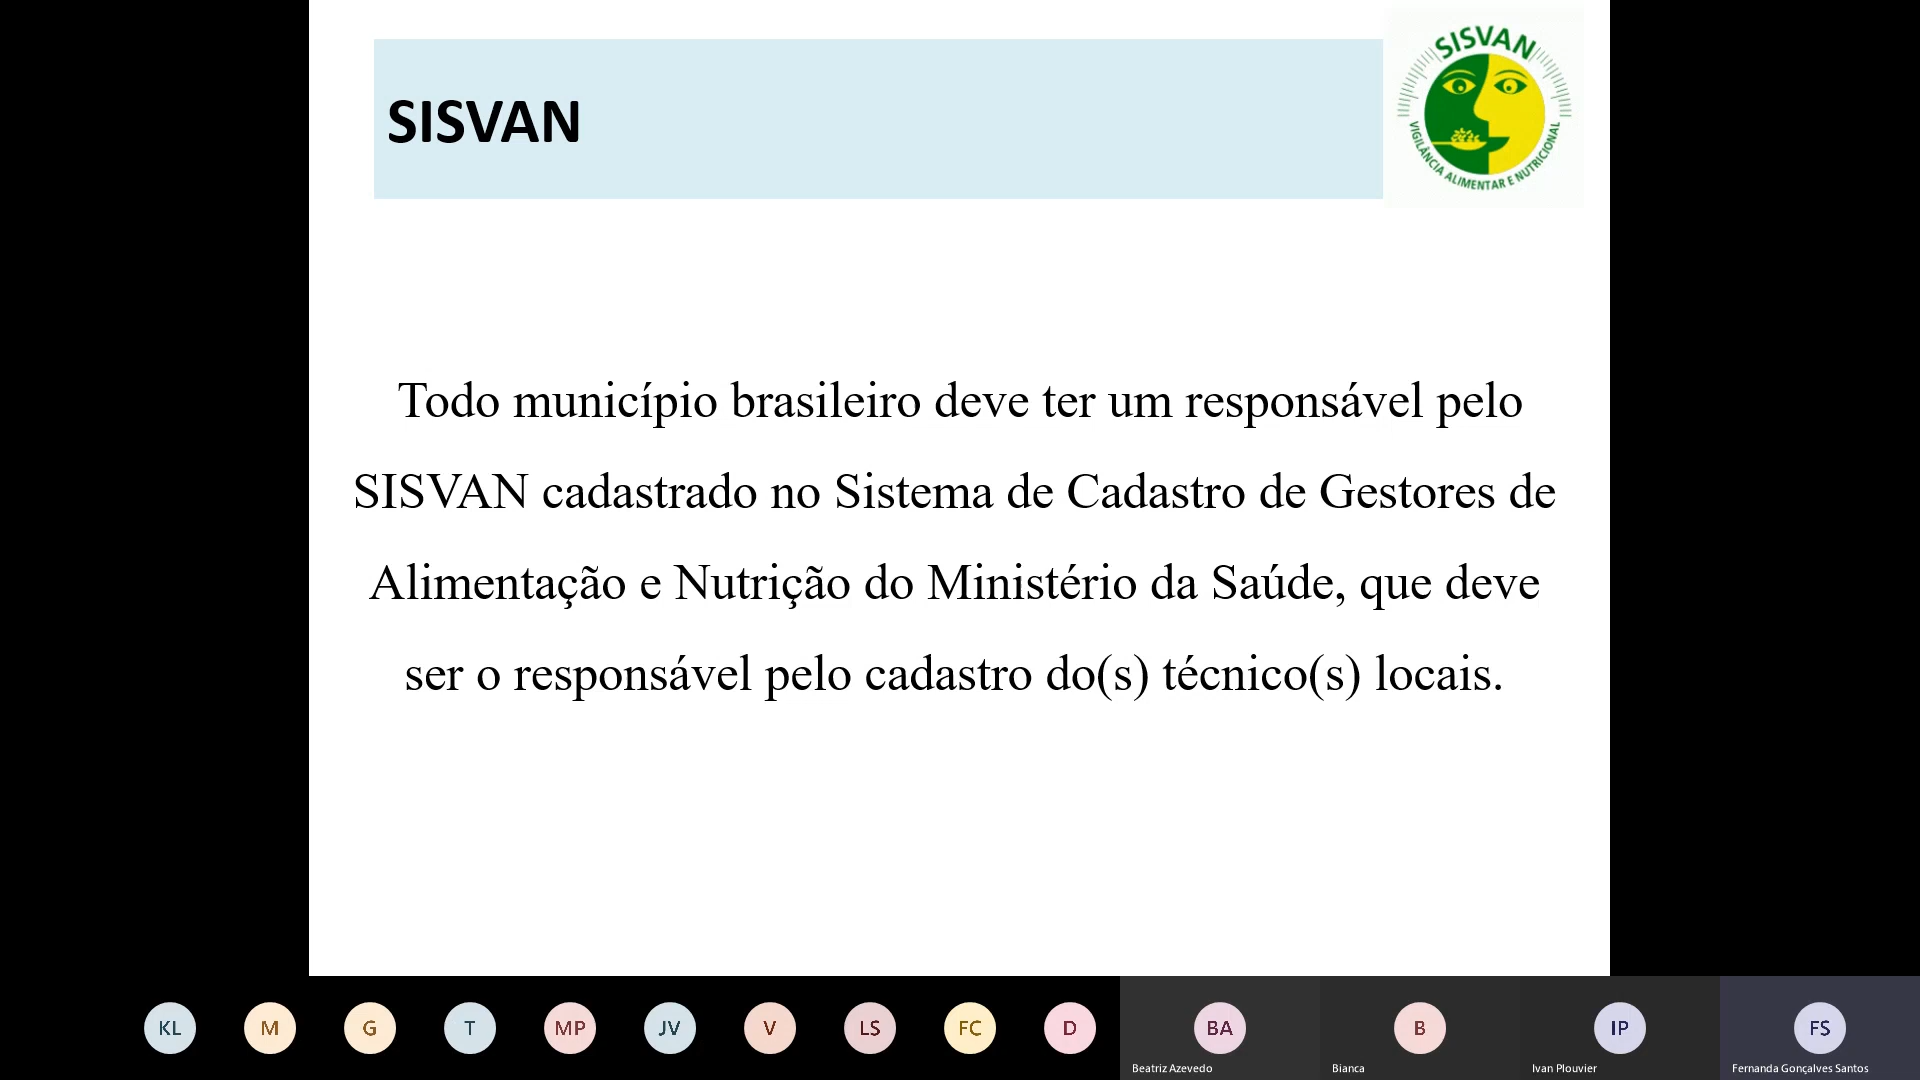 SISVAN
SISVAN
VIGILÂNCIA ALIMENTAR E NUTRICIONAL
Todo município brasileiro deve ter um responsável pelo
SISVAN cadastrado no Sistema de Cadastro de Gestores de
Alimentação e Nutrição do Ministério da Saúde, que deve
ser o responsável pelo cadastro do(s) técnico(s) locais.
KL M G T MP JV V LS FC D BA B IP FS
Beatriz Azevedo Bianca Ivan Plouvier Fernanda Gonçalves Santos